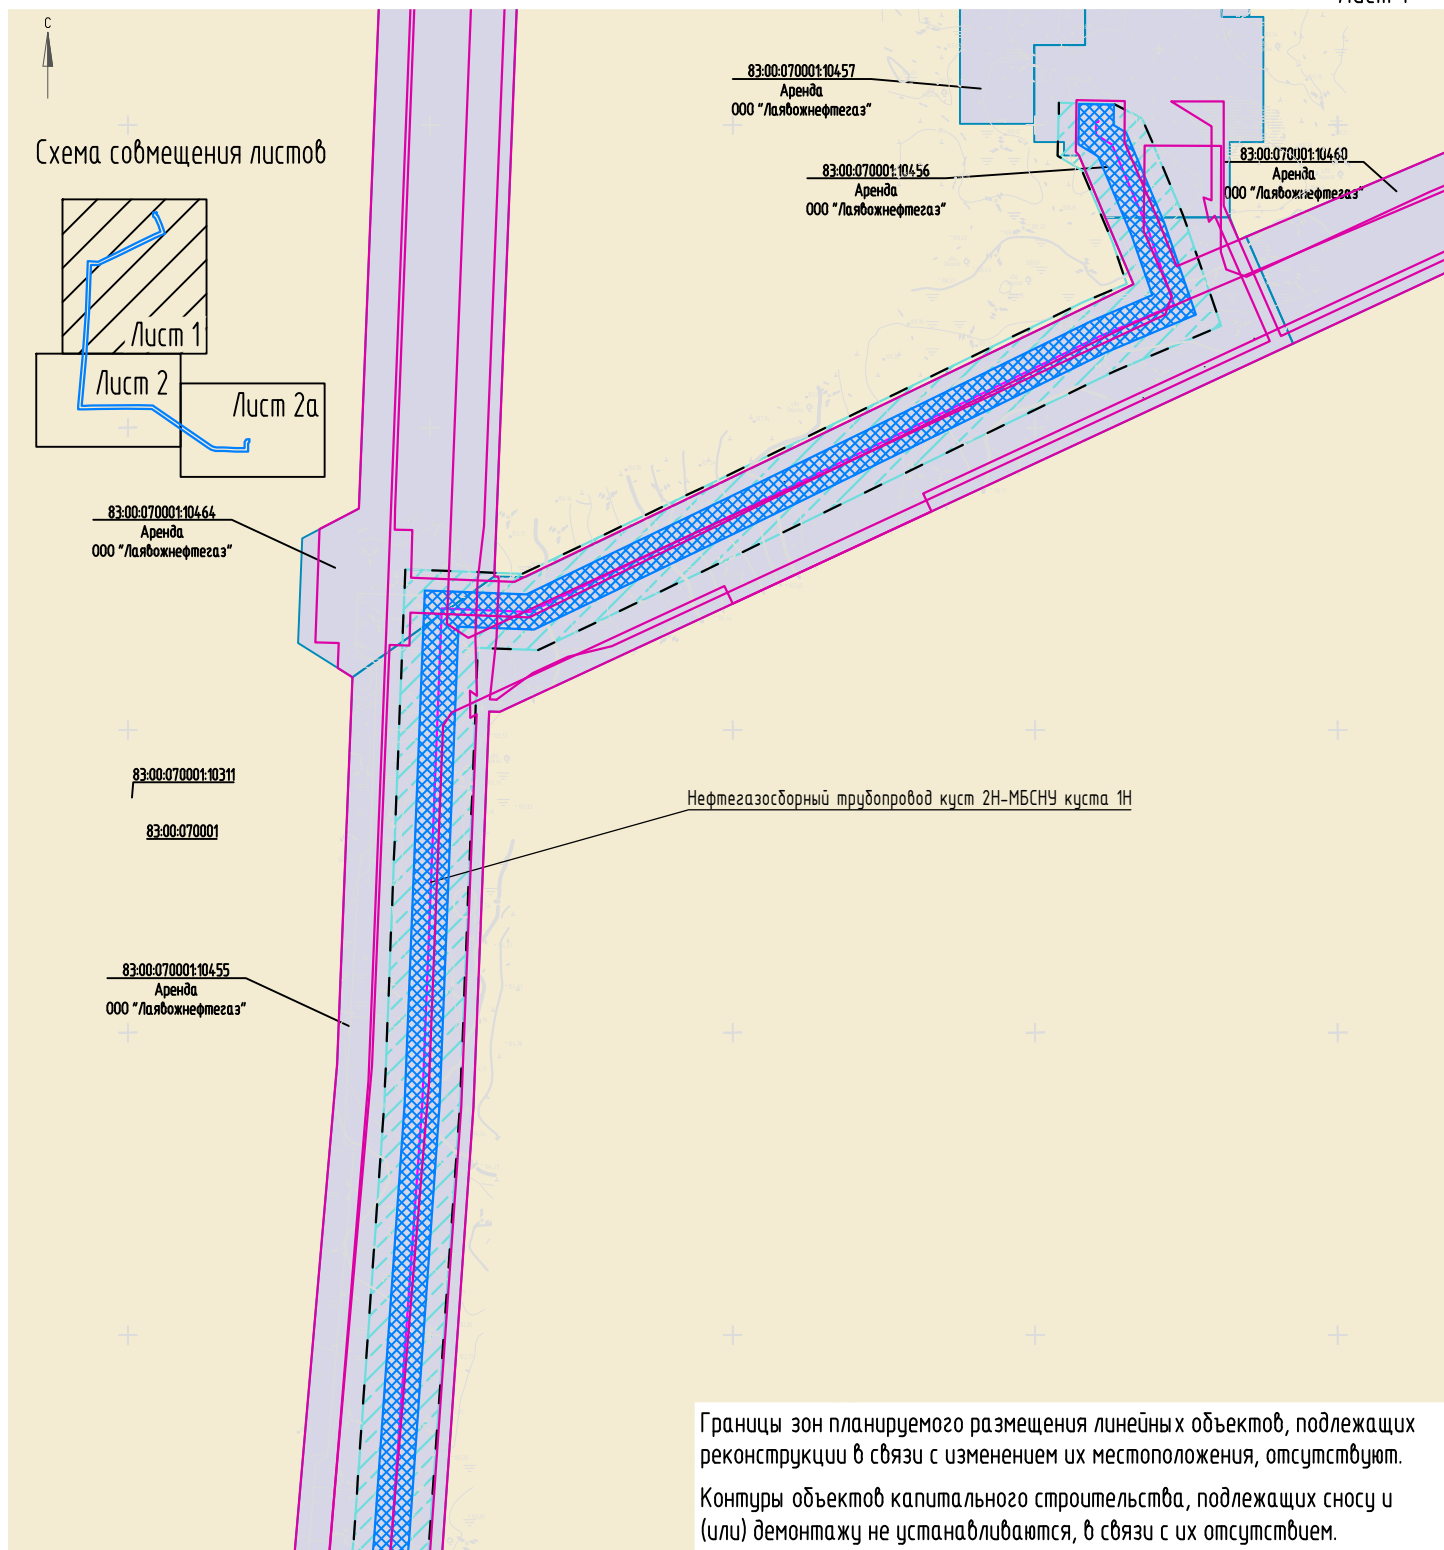 С
Схема совмещения листов
Лист 1
Лист 2
Лист 2а
83:00:070001:10457
Аренда
ООО "Лаявожнефтегаз"
83:00:070001:10456
Аренда
ООО "Лаявожнефтегаз"
83:00:070001:10460
Аренда
ООО "Лаявожнефтегаз"
83:00:070001:10464
Аренда
ООО "Лаявожнефтегаз"
83:00:070001:10311
83:00:070001
Нефтегазосборный трубопровод куст 2Н-МБСНУ куста 1Н
83:00:070001:10455
Аренда
ООО "Лаявожнефтегаз"
Границы зон планируемого размещения линейных объектов, подлежащих
реконструкции в связи с изменением их местоположения, отсутствуют.
Контуры объектов капитального строительства, подлежащих сносу и
(или) демонтажу не устанавливаются, в связи с их отсутствием.